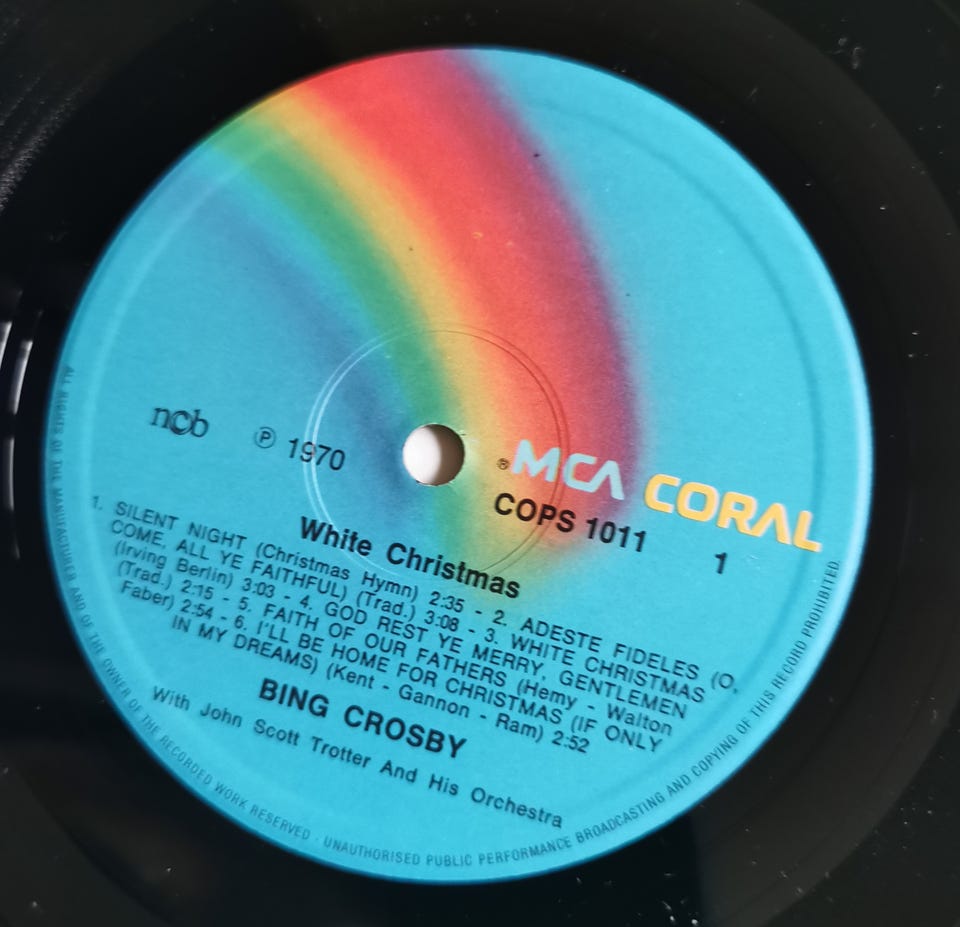 ® MCA CORAL
COPS 1011 1
ncb ℗ 1970
White Christmas
1. SILENT NIGHT (Christmas Hymn) 2:35 - 2. ADESTE FIDELES (O,
COME, ALL YE FAITHFUL) (Trad.) 3:08 - 3. WHITE CHRISTMAS
(Irving Berlin) 3:03 - 4. GOD REST YE MERRY, GENTLEMEN
(Trad.) 2:15 - 5. FAITH OF OUR FATHERS (Hemy - Walton
Faber) 2:54 - 6. I'LL BE HOME FOR CHRISTMAS (IF ONLY
IN MY DREAMS) (Kent - Gannon - Ram) 2:52
BING CROSBY
With John Scott Trotter And His Orchestra
ALL RIGHTS OF THE MANUFACTURER AND OF THE OWNER OF THE RECORDED WORK RESERVED · UNAUTHORISED PUBLIC PERFORMANCE BROADCASTING AND COPYING OF THIS RECORD PROHIBITED.